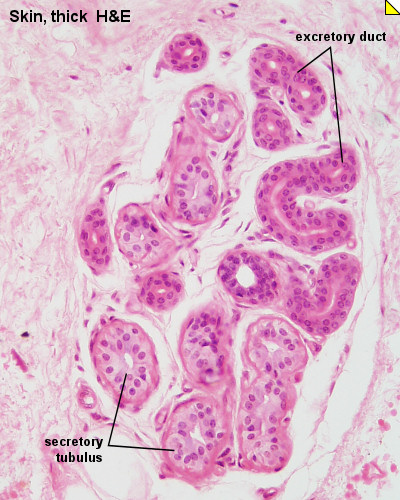 Skin, thick H&E
excretory duct
secretory
tubulus